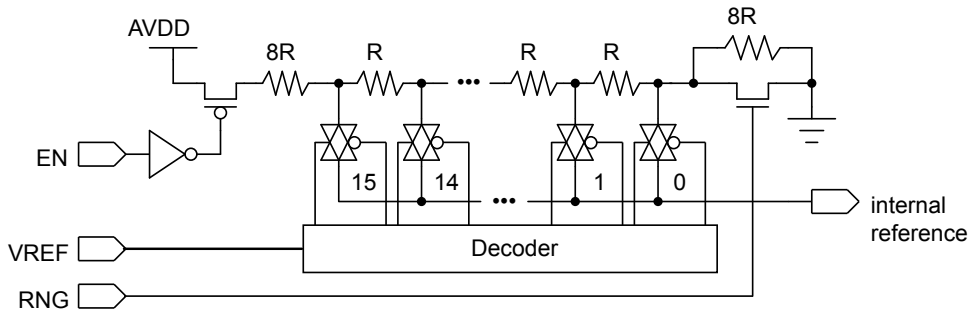 AVDD
8R
R
R
R
8R
EN
15
14
1
0
internal
reference
VREF
Decoder
RNG